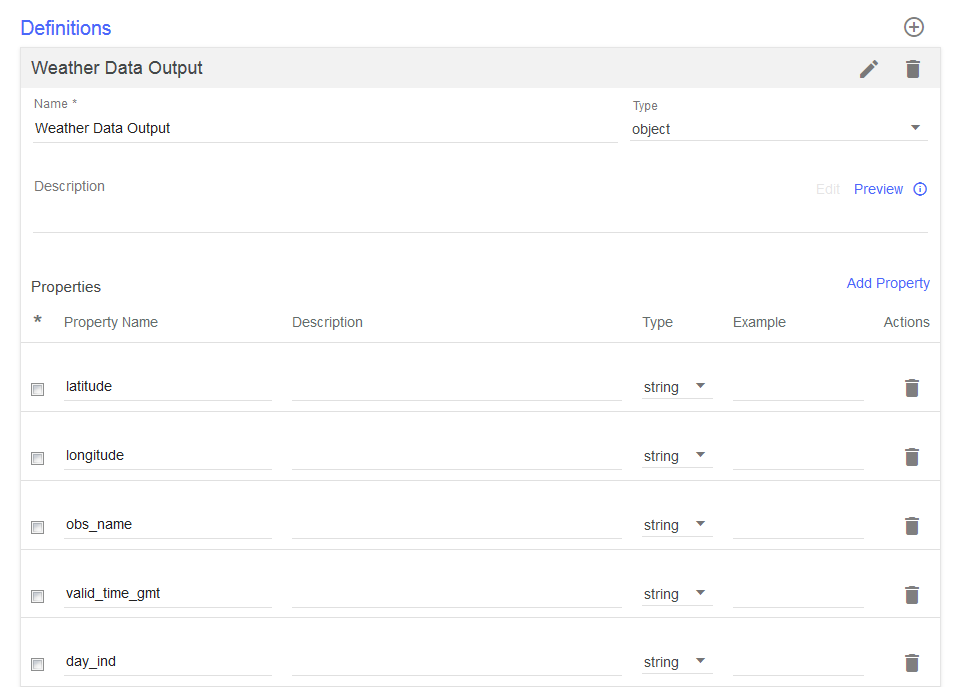 Definitions
Weather Data Output
Name *
Type
Weather Data Output
object
Description
Edit Preview
Properties
Add Property
* Property Name Description Type Example Actions
latitude string
longitude string
obs_name string
valid_time_gmt string
day_ind string